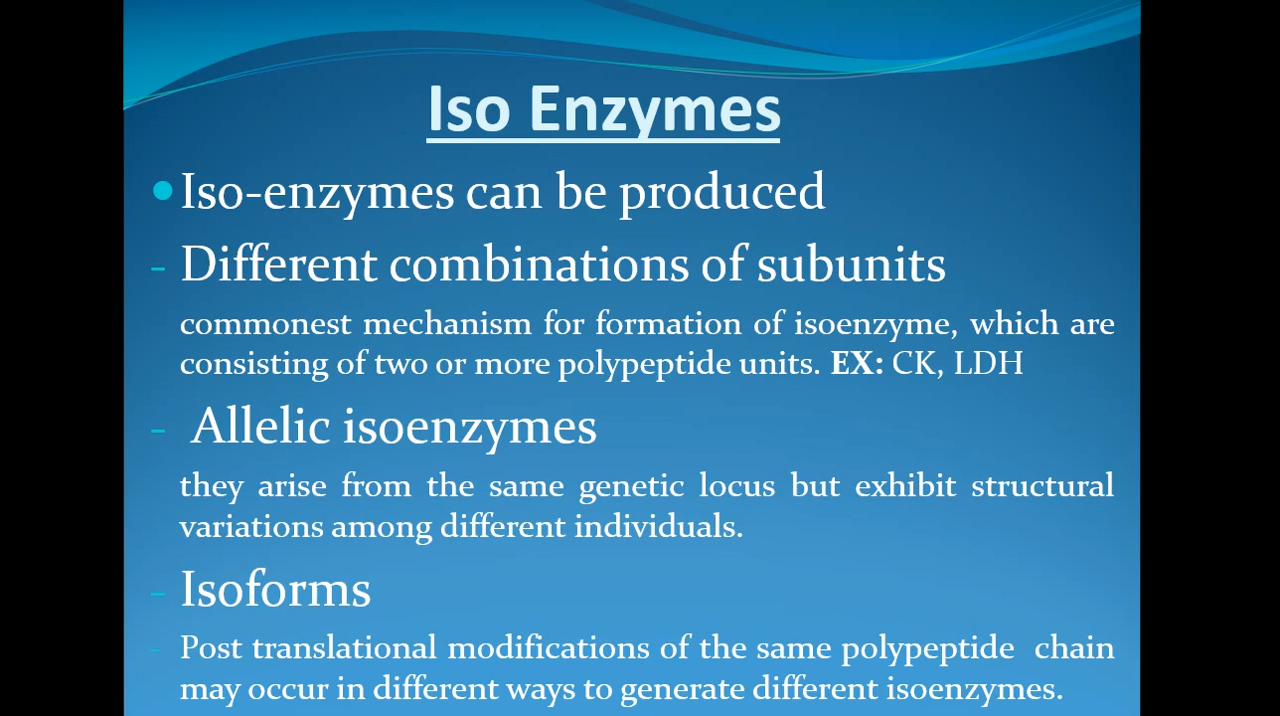 Iso Enzymes
Iso-enzymes can be produced
- Different combinations of subunits
commonest mechanism for formation of isoenzyme, which are
consisting of two or more polypeptide units. EX: CK, LDH
- Allelic isoenzymes
they arise from the same genetic locus but exhibit structural
variations among different individuals.
- Isoforms
- Post translational modifications of the same polypeptide chain
may occur in different ways to generate different isoenzymes.